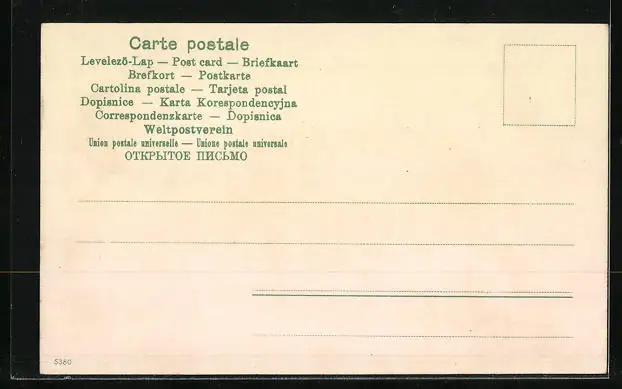 Carte postale
Levelező-Lap — Post card — Briefkaart
Brefkort — Postkarte
Cartolina postale — Tarjeta postal
Dopisnice — Karta Korespondencyjna
Correspondenzkarte — Dopisnica
Weltpostverein
Union postale universelle — Unione postale universale
ОТКРЫТОЕ ПИСЬМО
5380